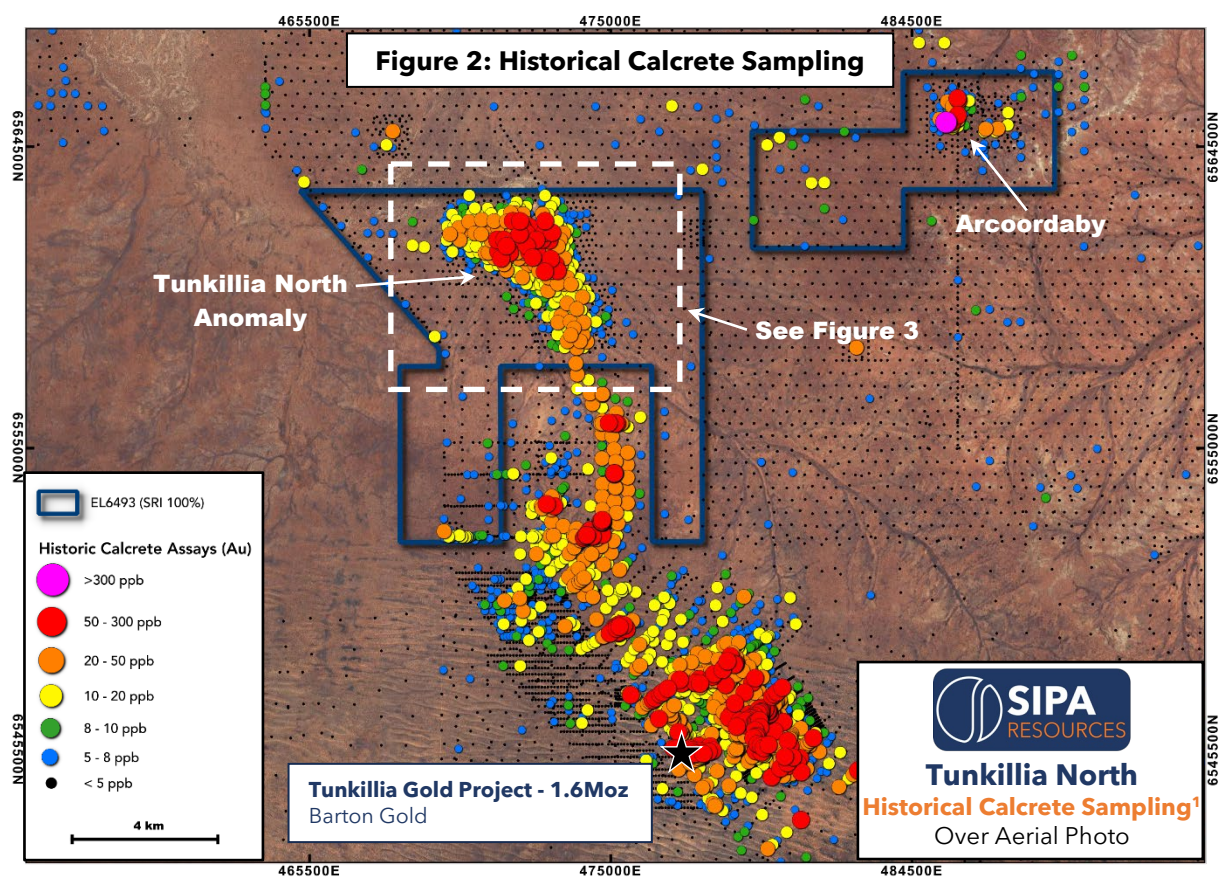 465500E
475000E
484500E
Figure 2: Historical Calcrete Sampling
6564500N
6564500N
Arcoordaby
Tunkillia North
Anomaly
See Figure 3
6555000N
6555000N
EL6493 (SRI 100%)
Historic Calcrete Assays (Au)
>300 ppb
50 - 300 ppb
20 - 50 ppb
10 - 20 ppb
8 - 10 ppb
5 - 8 ppb
< 5 ppb
4 km
6545500N
6545500N
Tunkillia Gold Project - 1.6Moz
Barton Gold
SIPA
RESOURCES
Tunkillia North
Historical Calcrete Sampling¹
Over Aerial Photo
465500E
475000E
484500E